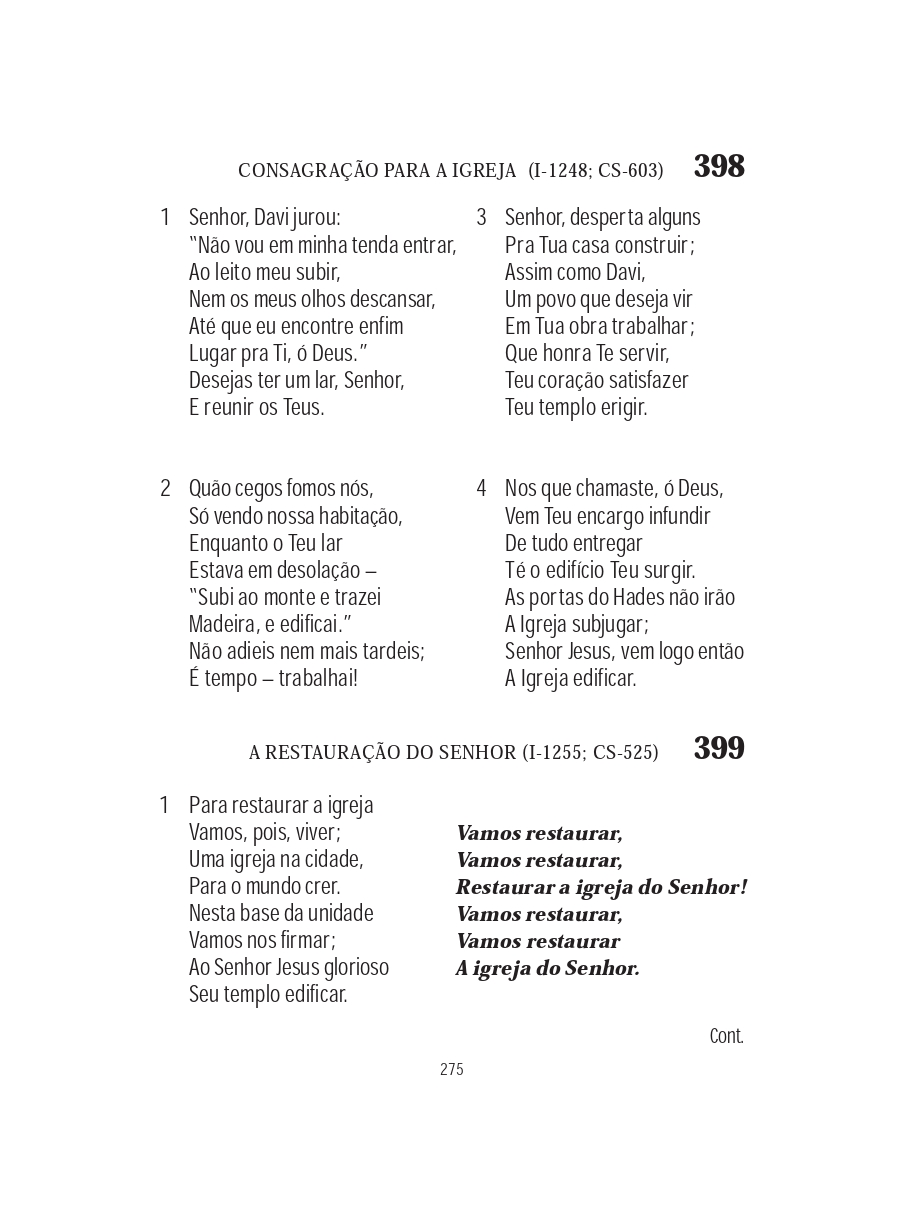 CONSAGRAÇÃO PARA A IGREJA (I-1248; CS-603) 398
1 Senhor, Davi jurou:
“Não vou em minha tenda entrar,
Ao leito meu subir,
Nem os meus olhos descansar,
Até que eu encontre enfim
Lugar pra Ti, ó Deus.”
Desejas ter um lar, Senhor,
E reunir os Teus.
2 Quão cegos fomos nós,
Só vendo nossa habitação,
Enquanto o Teu lar
Estava em desolação –
“Subi ao monte e trazei
Madeira, e edificai.”
Não adieis nem mais tardeis;
É tempo – trabalhai!
3 Senhor, desperta alguns
Pra Tua casa construir;
Assim como Davi,
Um povo que deseja vir
Em Tua obra trabalhar;
Que honra Te servir,
Teu coração satisfazer
Teu templo erigir.
4 Nos que chamaste, ó Deus,
Vem Teu encargo infundir
De tudo entregar
Té o edifício Teu surgir.
As portas do Hades não irão
A Igreja subjugar;
Senhor Jesus, vem logo então
A Igreja edificar.
A RESTAURAÇÃO DO SENHOR (I-1255; CS-525) 399
1 Para restaurar a igreja
Vamos, pois, viver;
Uma igreja na cidade,
Para o mundo crer.
Nesta base da unidade
Vamos nos firmar;
Ao Senhor Jesus glorioso
Seu templo edificar.
Vamos restaurar,
Vamos restaurar,
Restaurar a igreja do Senhor!
Vamos restaurar,
Vamos restaurar
A igreja do Senhor.
Cont.
275